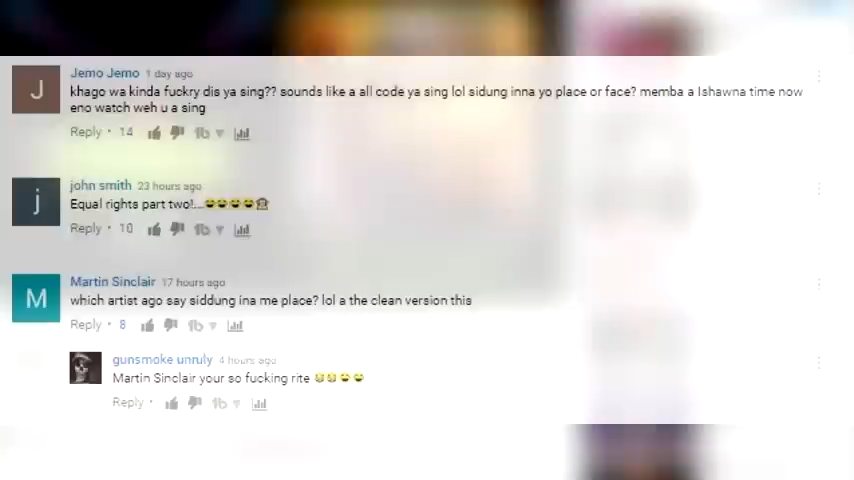 J
Jemo Jemo 1 day ago
khago wa kinda fuckry dis ya sing?? sounds like a all code ya sing lol sidung inna yo place or face? memba a Ishawna time now
eno watch weh u a sing
Reply • 14
j
john smith 23 hours ago
Equal rights part two!...😂😂😂😂🙈
Reply • 10
M
Martin Sinclair 17 hours ago
which artist ago say siddung ina me place? lol a the clean version this
Reply • 8
gunsmoke unruly 4 hours ago
Martin Sinclair your so fucking rite 😹😹😂😂
Reply •